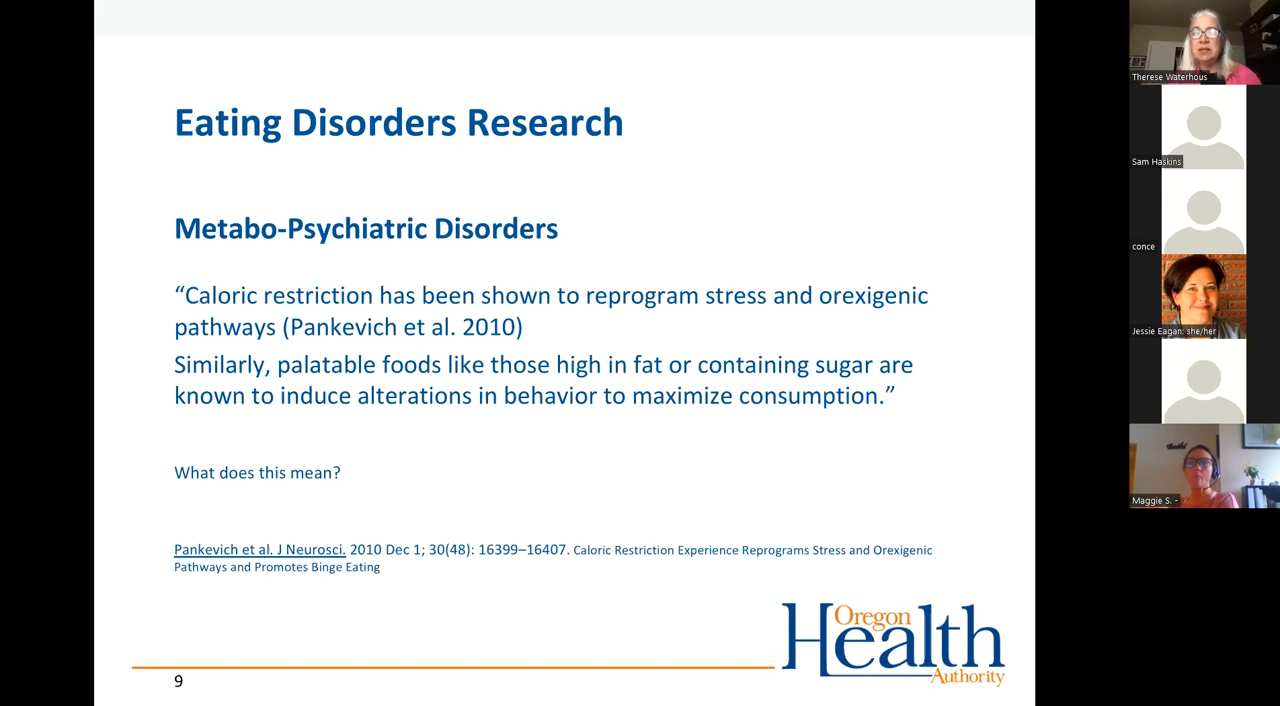 Eating Disorders Research
Metabo-Psychiatric Disorders
“Caloric restriction has been shown to reprogram stress and orexigenic
pathways (Pankevich et al. 2010)
Similarly, palatable foods like those high in fat or containing sugar are
known to induce alterations in behavior to maximize consumption.”
What does this mean?
Pankevich et al. J Neurosci. 2010 Dec 1; 30(48): 16399–16407. Caloric Restriction Experience Reprograms Stress and Orexigenic
Pathways and Promotes Binge Eating
9
Oregon
Health
Authority
Therese Waterhous
Sam Haskins
conce
Jessie Eagan: she/her
Maggie S. -